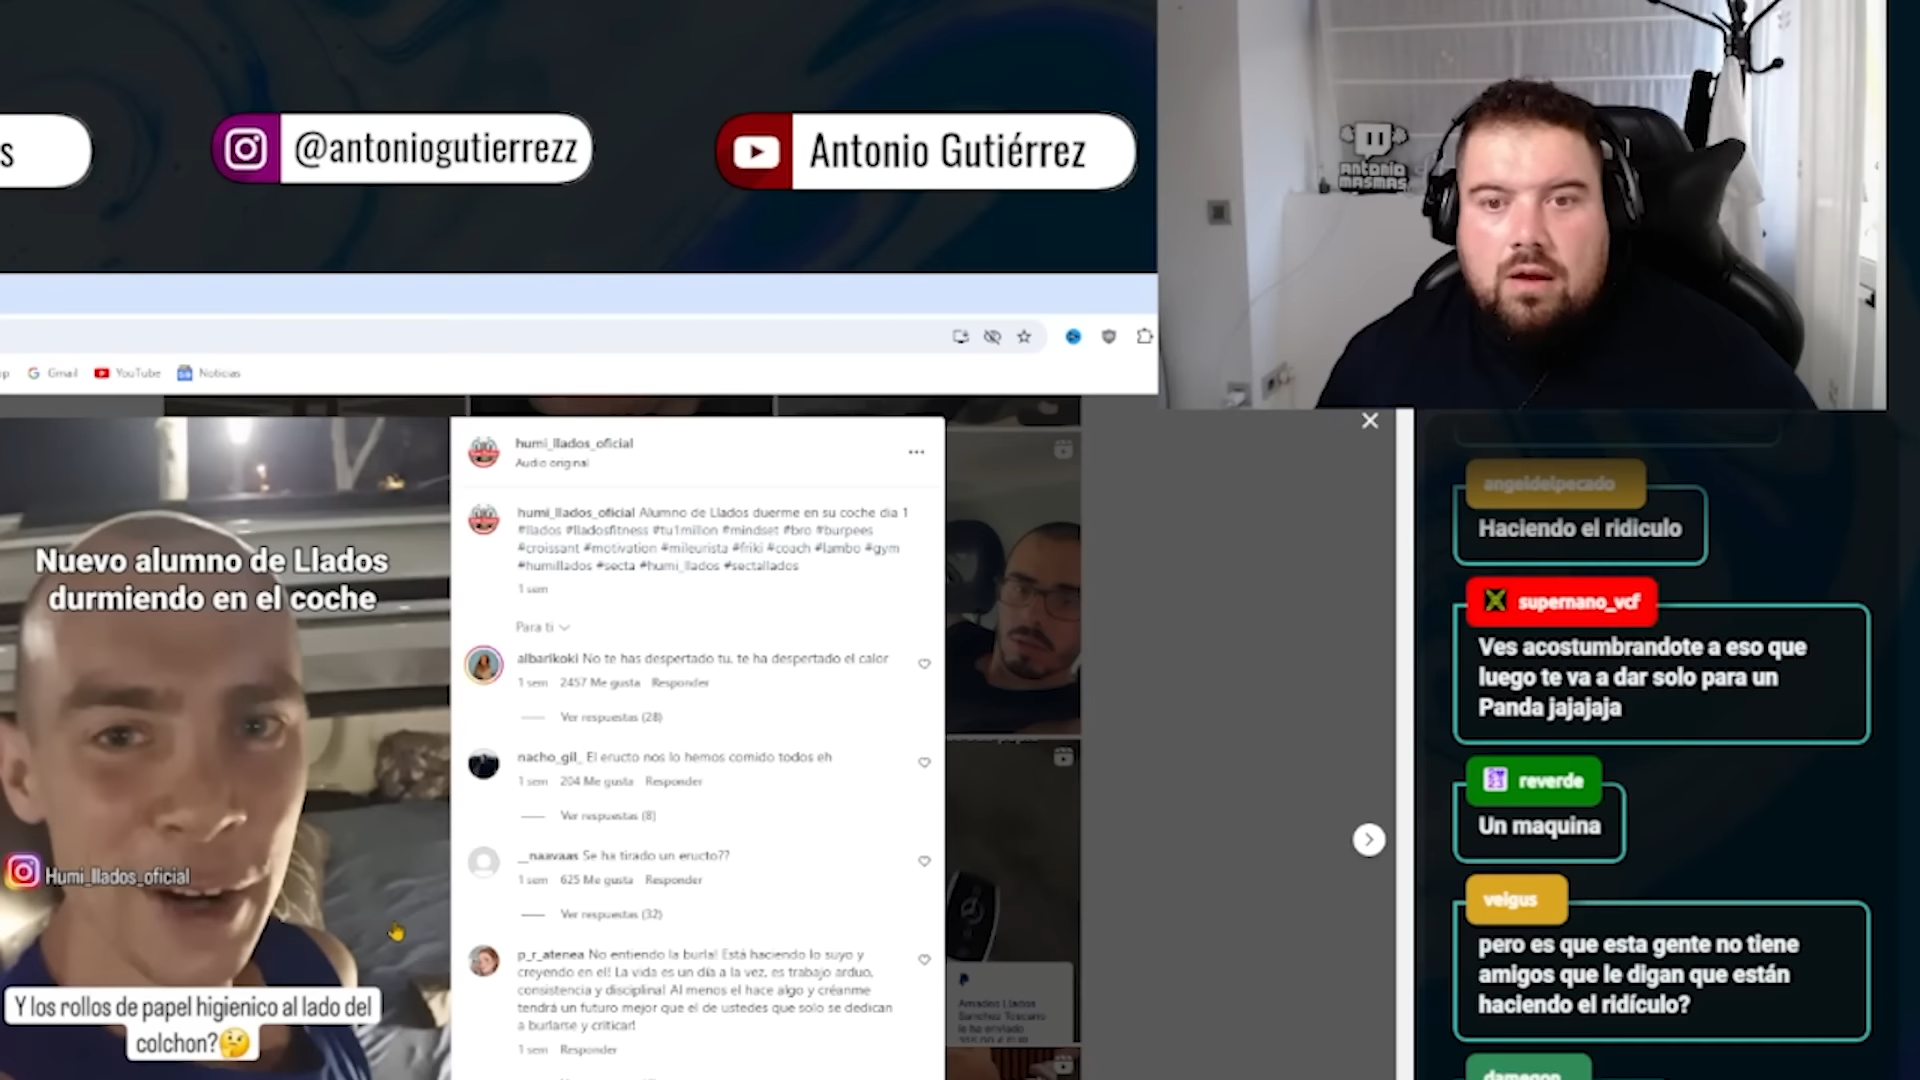 s
@antoniogutierrezz
Antonio Gutiérrez
ANTONIO
MASMAS
Gmail
YouTube
Noticias
Nuevo alumno de Llados
durmiendo en el coche
Humi_llados_oficial
Y los rollos de papel higienico al lado del
colchon?🤔
humi_llados_oficial
Audio original
humi_llados_oficial Alumno de Llados duerme en su coche dia 1
#llados #lladosfitness #tu1millon #mindset #bro #burpees
#croissant #motivation #mileurista #friki #coach #lambo #gym
#humillados #secta #humi_llados #sectallados
1 sem
Para ti
albarikoki No te has despertado tu, te ha despertado el calor
1 sem 2457 Me gusta Responder
Ver respuestas (28)
nacho_gil_ El eructo nos lo hemos comido todos eh
1 sem 204 Me gusta Responder
Ver respuestas (8)
__naavaas Se ha tirado un eructo??
1 sem 625 Me gusta Responder
Ver respuestas (32)
p_r_atenea No entiendo la burla! Está haciendo lo suyo y
creyendo en el! La vida es un día a la vez, es trabajo arduo,
consistencia y disciplina! Al menos el hace algo y créanme
tendrá un futuro mejor que el de ustedes que solo se dedican
a burlarse y criticar!
1 sem Responder
Amadeo Llados
Sanchez Toscano
le ha enviado
angeldelpecado
Haciendo el ridiculo
supernano_vcf
Ves acostumbrandote a eso que
luego te va a dar solo para un
Panda jajajaja
reverde
Un maquina
veigus
pero es que esta gente no tiene
amigos que le digan que están
haciendo el ridículo?